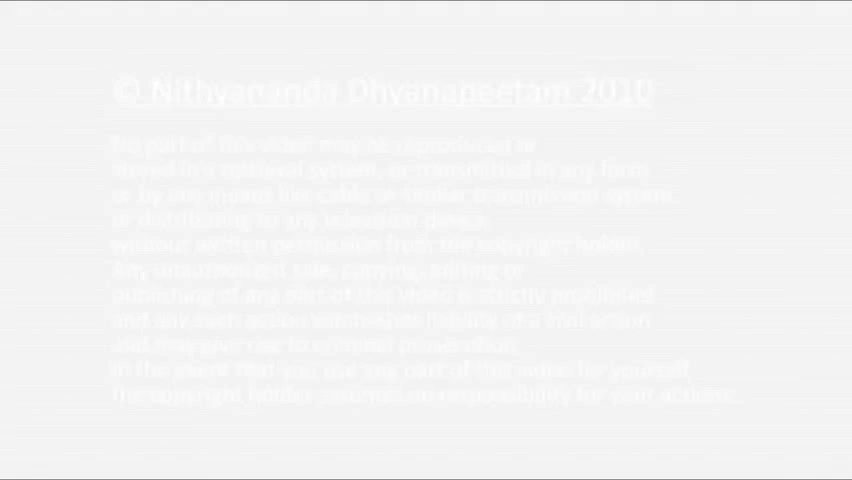 © Nithyananda Dhyanapeetam 2010
No part of this video may be reproduced or
stored in a retrieval system, or transmitted in any form
or by any means like cable or similar transmission system
or distributing to any television device,
without written permission from the copyright holder.
Any unauthorized sale, copying, editing or
publishing of any part of this video is strictly prohibited
and any such action establishes liability of a civil action
and may give rise to criminal prosecution.
In the event that you use any part of this video for yourself
the copyright holder assumes no responsibility for your actions.